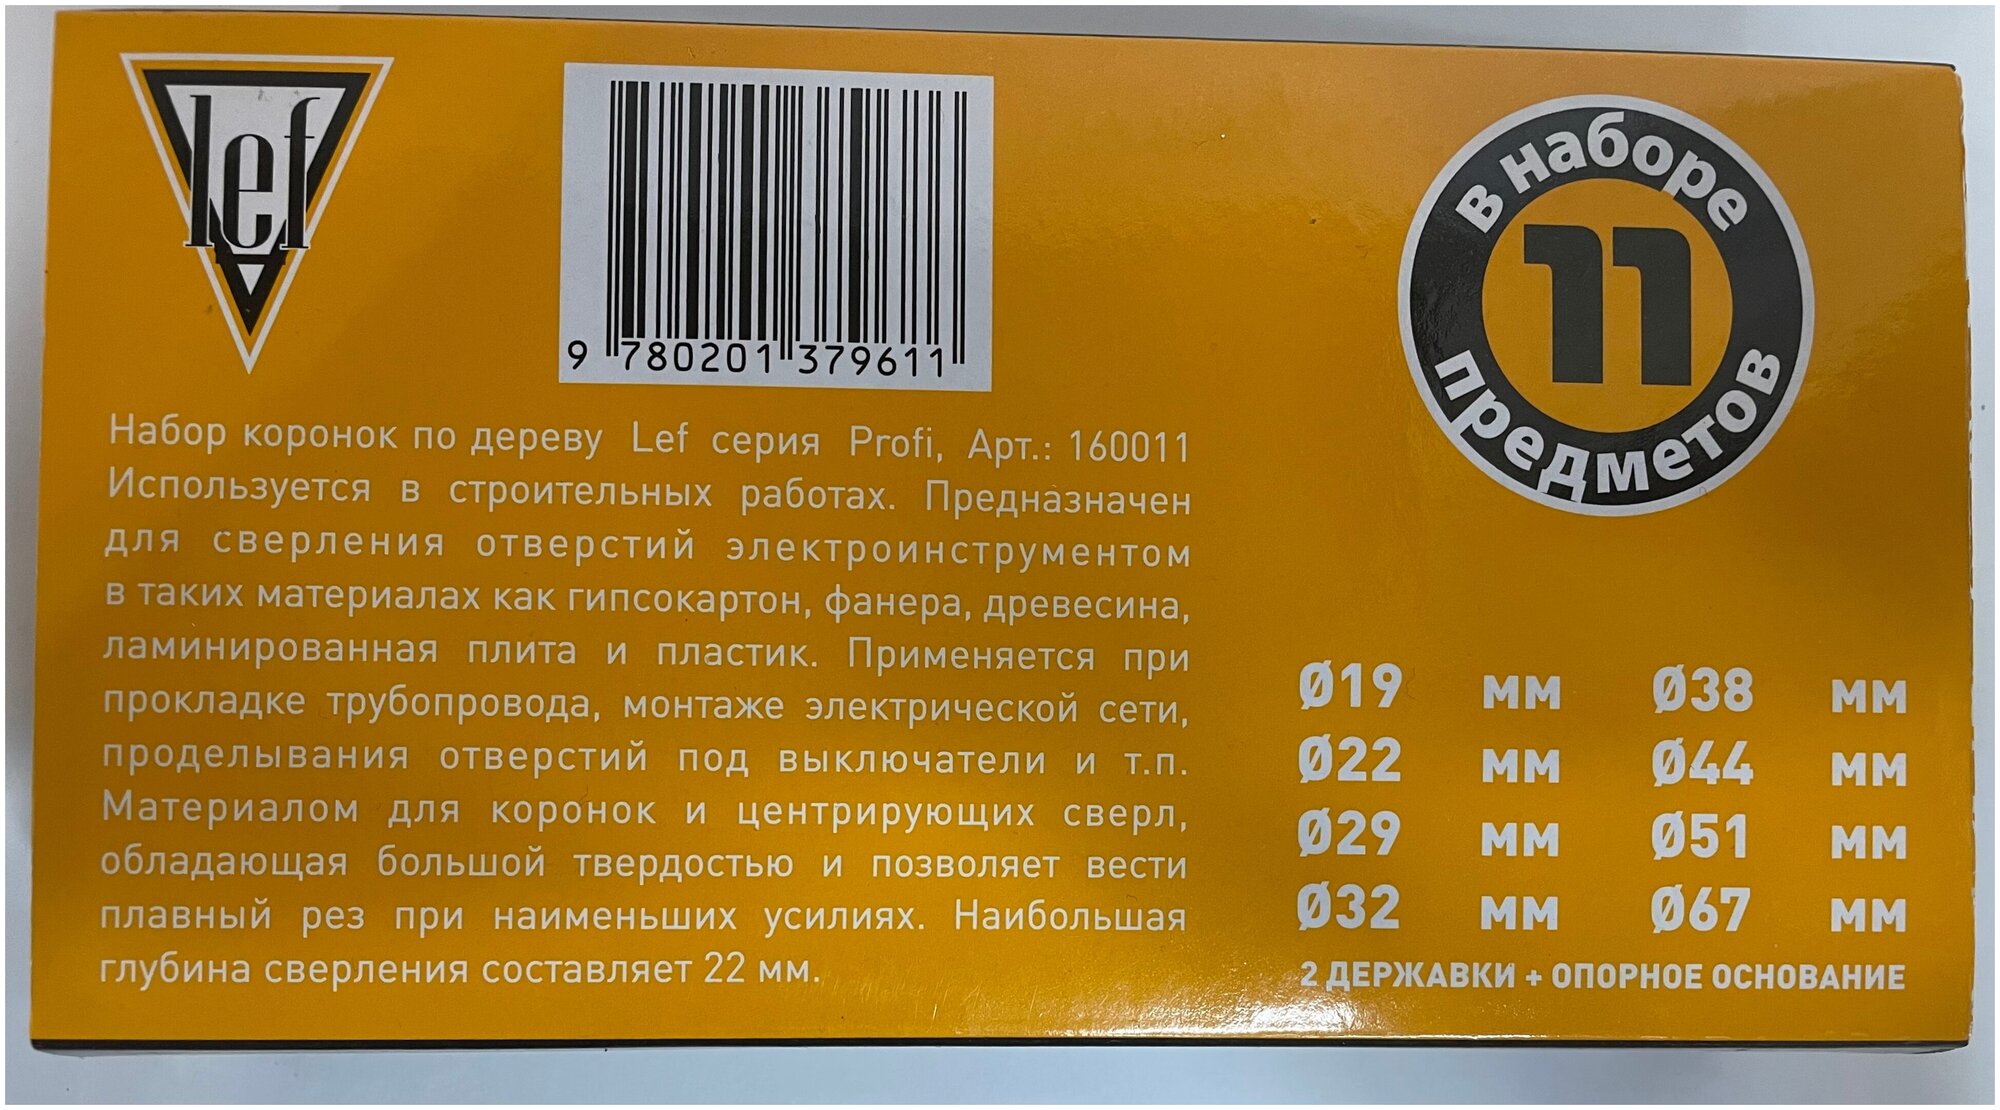 lef
9 780201 379611
в наборе
11
предметов
Набор коронок по дереву Lef серия Profi, Арт.: 160011
Используется в строительных работах. Предназначен
для сверления отверстий электроинструментом
в таких материалах как гипсокартон, фанера, древесина,
ламинированная плита и пластик. Применяется при
прокладке трубопровода, монтаже электрической сети,
проделывания отверстий под выключатели и т.п.
Материалом для коронок и центрирующих сверл,
обладающая большой твердостью и позволяет вести
плавный рез при наименьших усилиях. Наибольшая
глубина сверления составляет 22 мм.
Ø19 мм Ø38 мм
Ø22 мм Ø44 мм
Ø29 мм Ø51 мм
Ø32 мм Ø67 мм
2 ДЕРЖАВКИ + ОПОРНОЕ ОСНОВАНИЕ